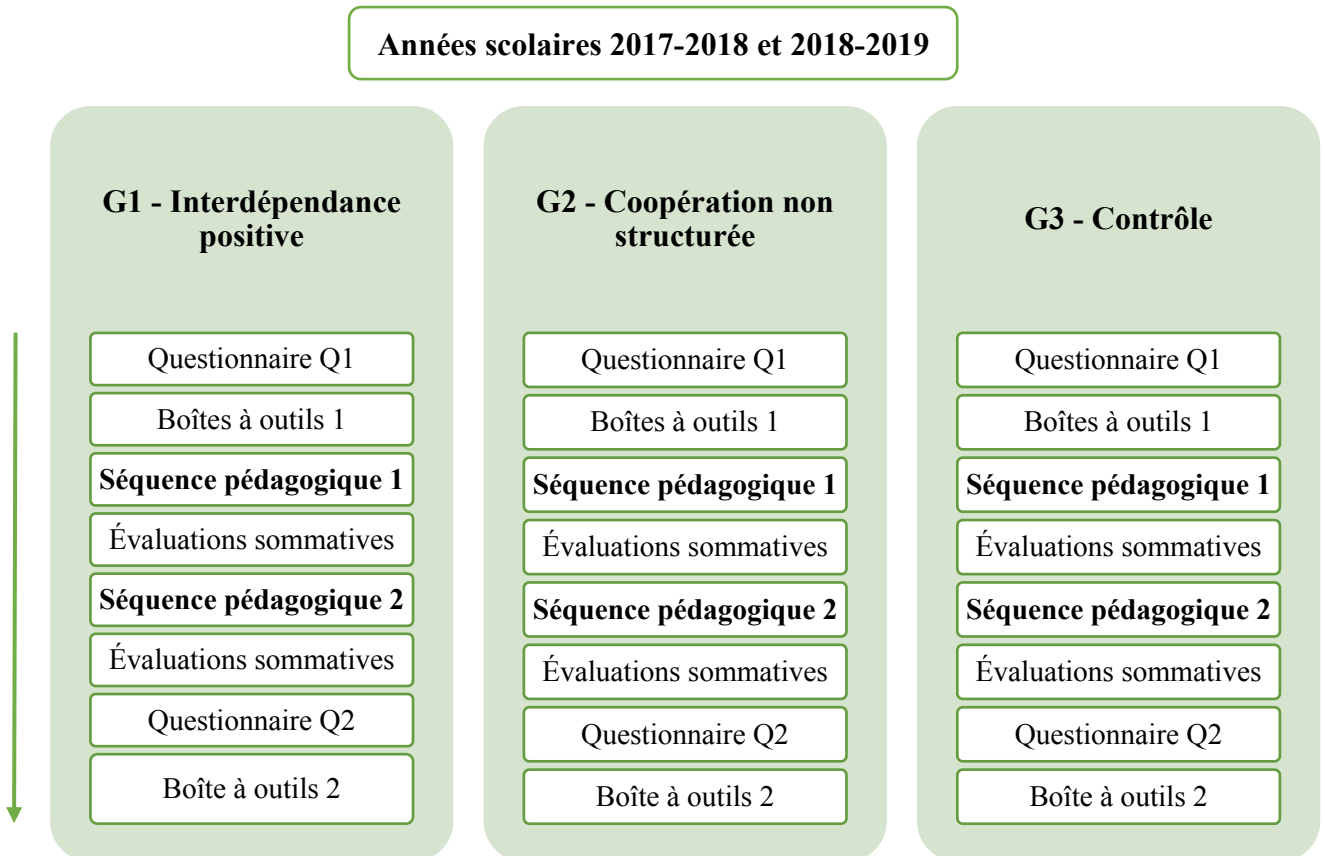 Années scolaires 2017-2018 et 2018-2019
G1 - Interdépendance
positive
Questionnaire Q1
Boîtes à outils 1
Séquence pédagogique 1
Évaluations sommatives
Séquence pédagogique 2
Évaluations sommatives
Questionnaire Q2
Boîte à outils 2
G2 - Coopération non
structurée
Questionnaire Q1
Boîtes à outils 1
Séquence pédagogique 1
Évaluations sommatives
Séquence pédagogique 2
Évaluations sommatives
Questionnaire Q2
Boîte à outils 2
G3 - Contrôle
Questionnaire Q1
Boîtes à outils 1
Séquence pédagogique 1
Évaluations sommatives
Séquence pédagogique 2
Évaluations sommatives
Questionnaire Q2
Boîte à outils 2